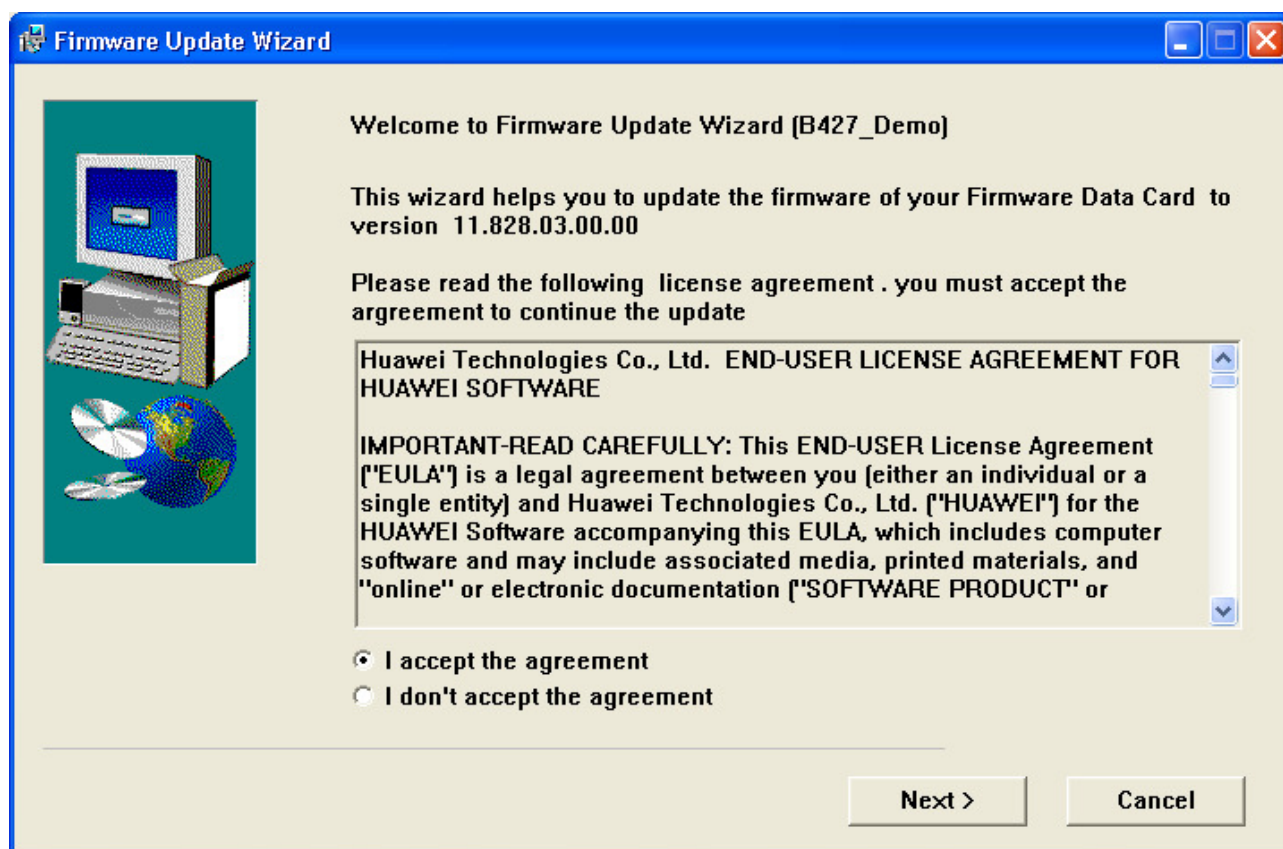 Firmware Update Wizard
Welcome to Firmware Update Wizard (B427_Demo)
This wizard helps you to update the firmware of your Firmware Data Card  to
version  11.828.03.00.00
Please read the following  license agreement . you must accept the
argreement to continue the update
Huawei Technologies Co., Ltd.  END-USER LICENSE AGREEMENT FOR
HUAWEI SOFTWARE
IMPORTANT-READ CAREFULLY: This END-USER License Agreement
("EULA") is a legal agreement between you (either an individual or a
single entity) and Huawei Technologies Co., Ltd. ("HUAWEI") for the
HUAWEI Software accompanying this EULA, which includes computer
software and may include associated media, printed materials, and
"online" or electronic documentation ("SOFTWARE PRODUCT" or
I accept the agreement
I don't accept the agreement
Next >
Cancel